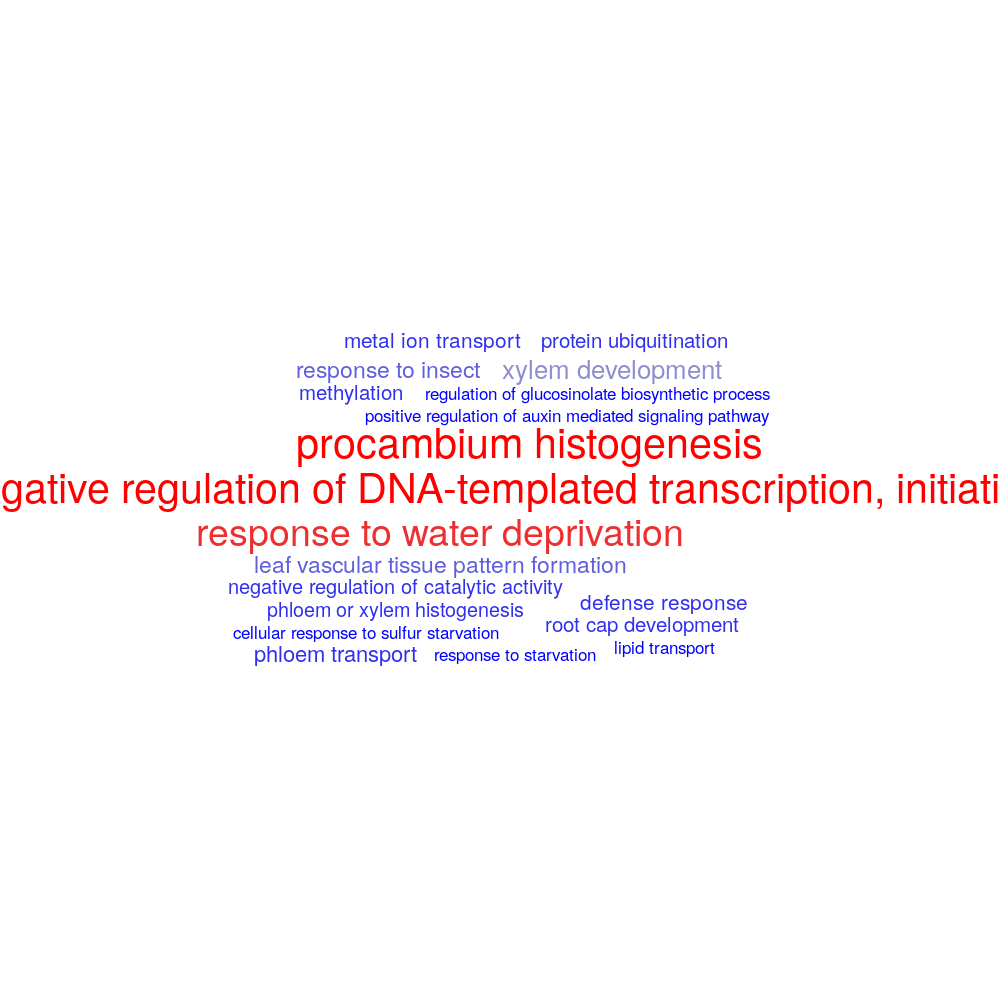 metal ion transport protein ubiquitination
response to insect xylem development
methylation regulation of glucosinolate biosynthetic process
positive regulation of auxin mediated signaling pathway
procambium histogenesis
gative regulation of DNA-templated transcription, initiati
response to water deprivation
leaf vascular tissue pattern formation
negative regulation of catalytic activity
defense response
phloem or xylem histogenesis
root cap development
cellular response to sulfur starvation
lipid transport
phloem transport response to starvation